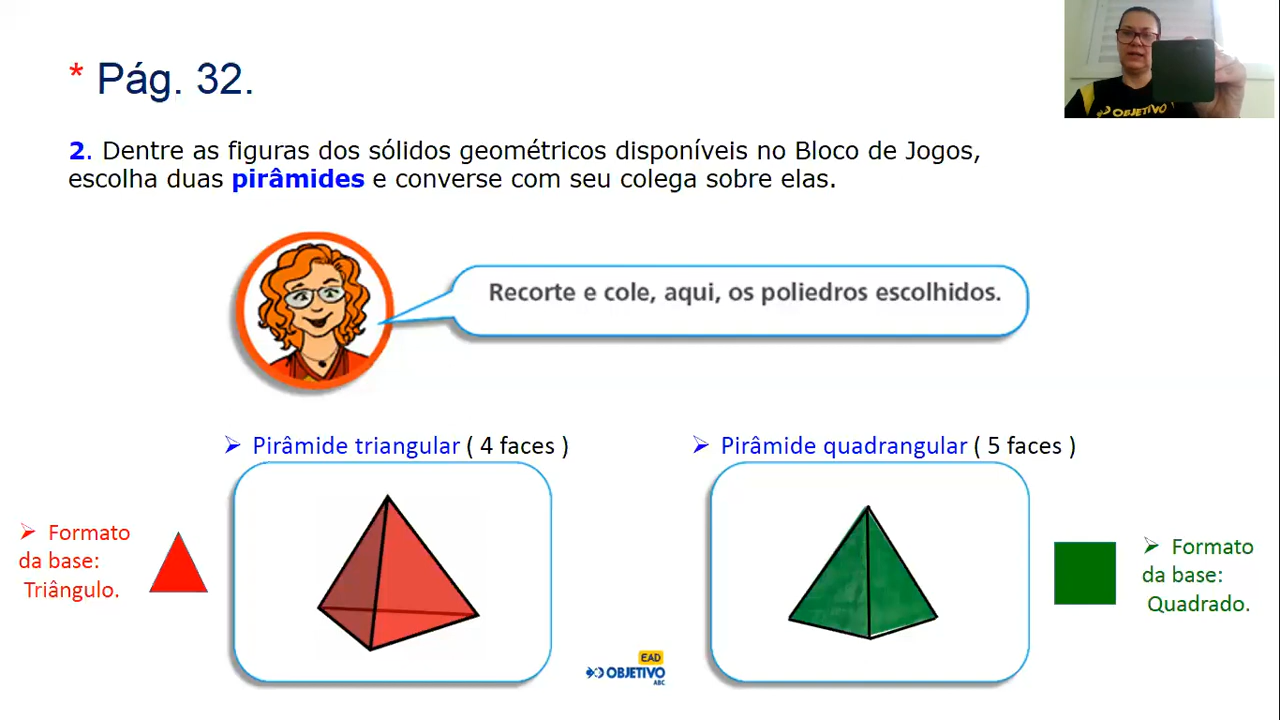 * Pág. 32.
2. Dentre as figuras dos sólidos geométricos disponíveis no Bloco de Jogos,
escolha duas pirâmides e converse com seu colega sobre elas.
Recorte e cole, aqui, os poliedros escolhidos.
➢ Pirâmide triangular ( 4 faces )
➢ Pirâmide quadrangular ( 5 faces )
➢ Formato
da base:
Triângulo.
➢ Formato
da base:
Quadrado.
EAD
OBJETIVO
ABC
OBJETIVO